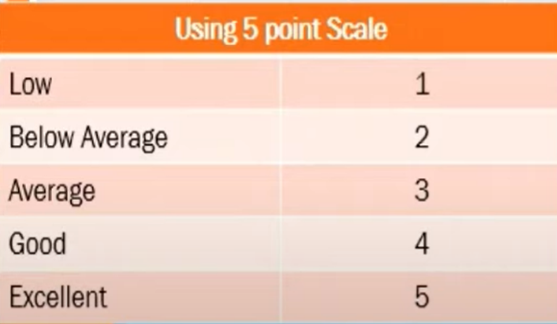 Using 5 point Scale
Low 1
Below Average 2
Average 3
Good 4
Excellent 5